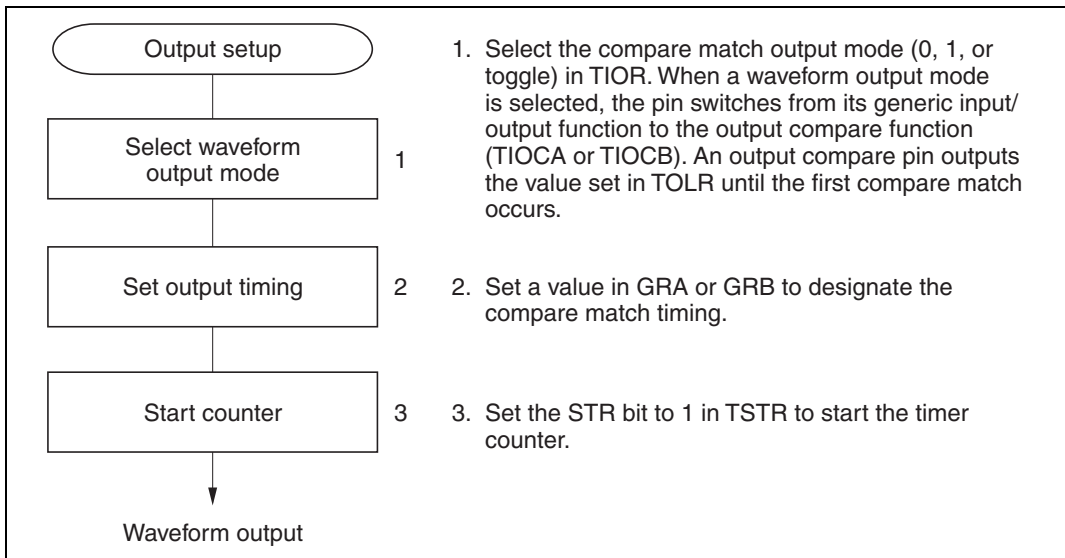 Output setup
Select waveform
output mode
1
1. Select the compare match output mode (0, 1, or
toggle) in TIOR. When a waveform output mode
is selected, the pin switches from its generic input/
output function to the output compare function
(TIOCA or TIOCB). An output compare pin outputs
the value set in TOLR until the first compare match
occurs.
Set output timing
2
2. Set a value in GRA or GRB to designate the
compare match timing.
Start counter
3
3. Set the STR bit to 1 in TSTR to start the timer
counter.
Waveform output